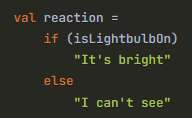 val reaction =
    if (isLightbulbOn)
        "It's bright"
    else
        "I can't see"